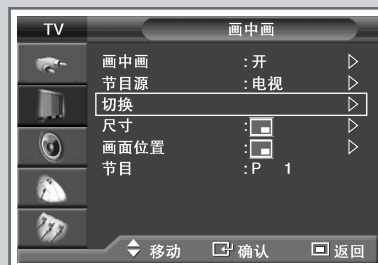 TV 画中画
画中画 :开
节目源 :电视
切换
尺寸 :
画面位置 :
节目 :P 1
移动 确认 返回